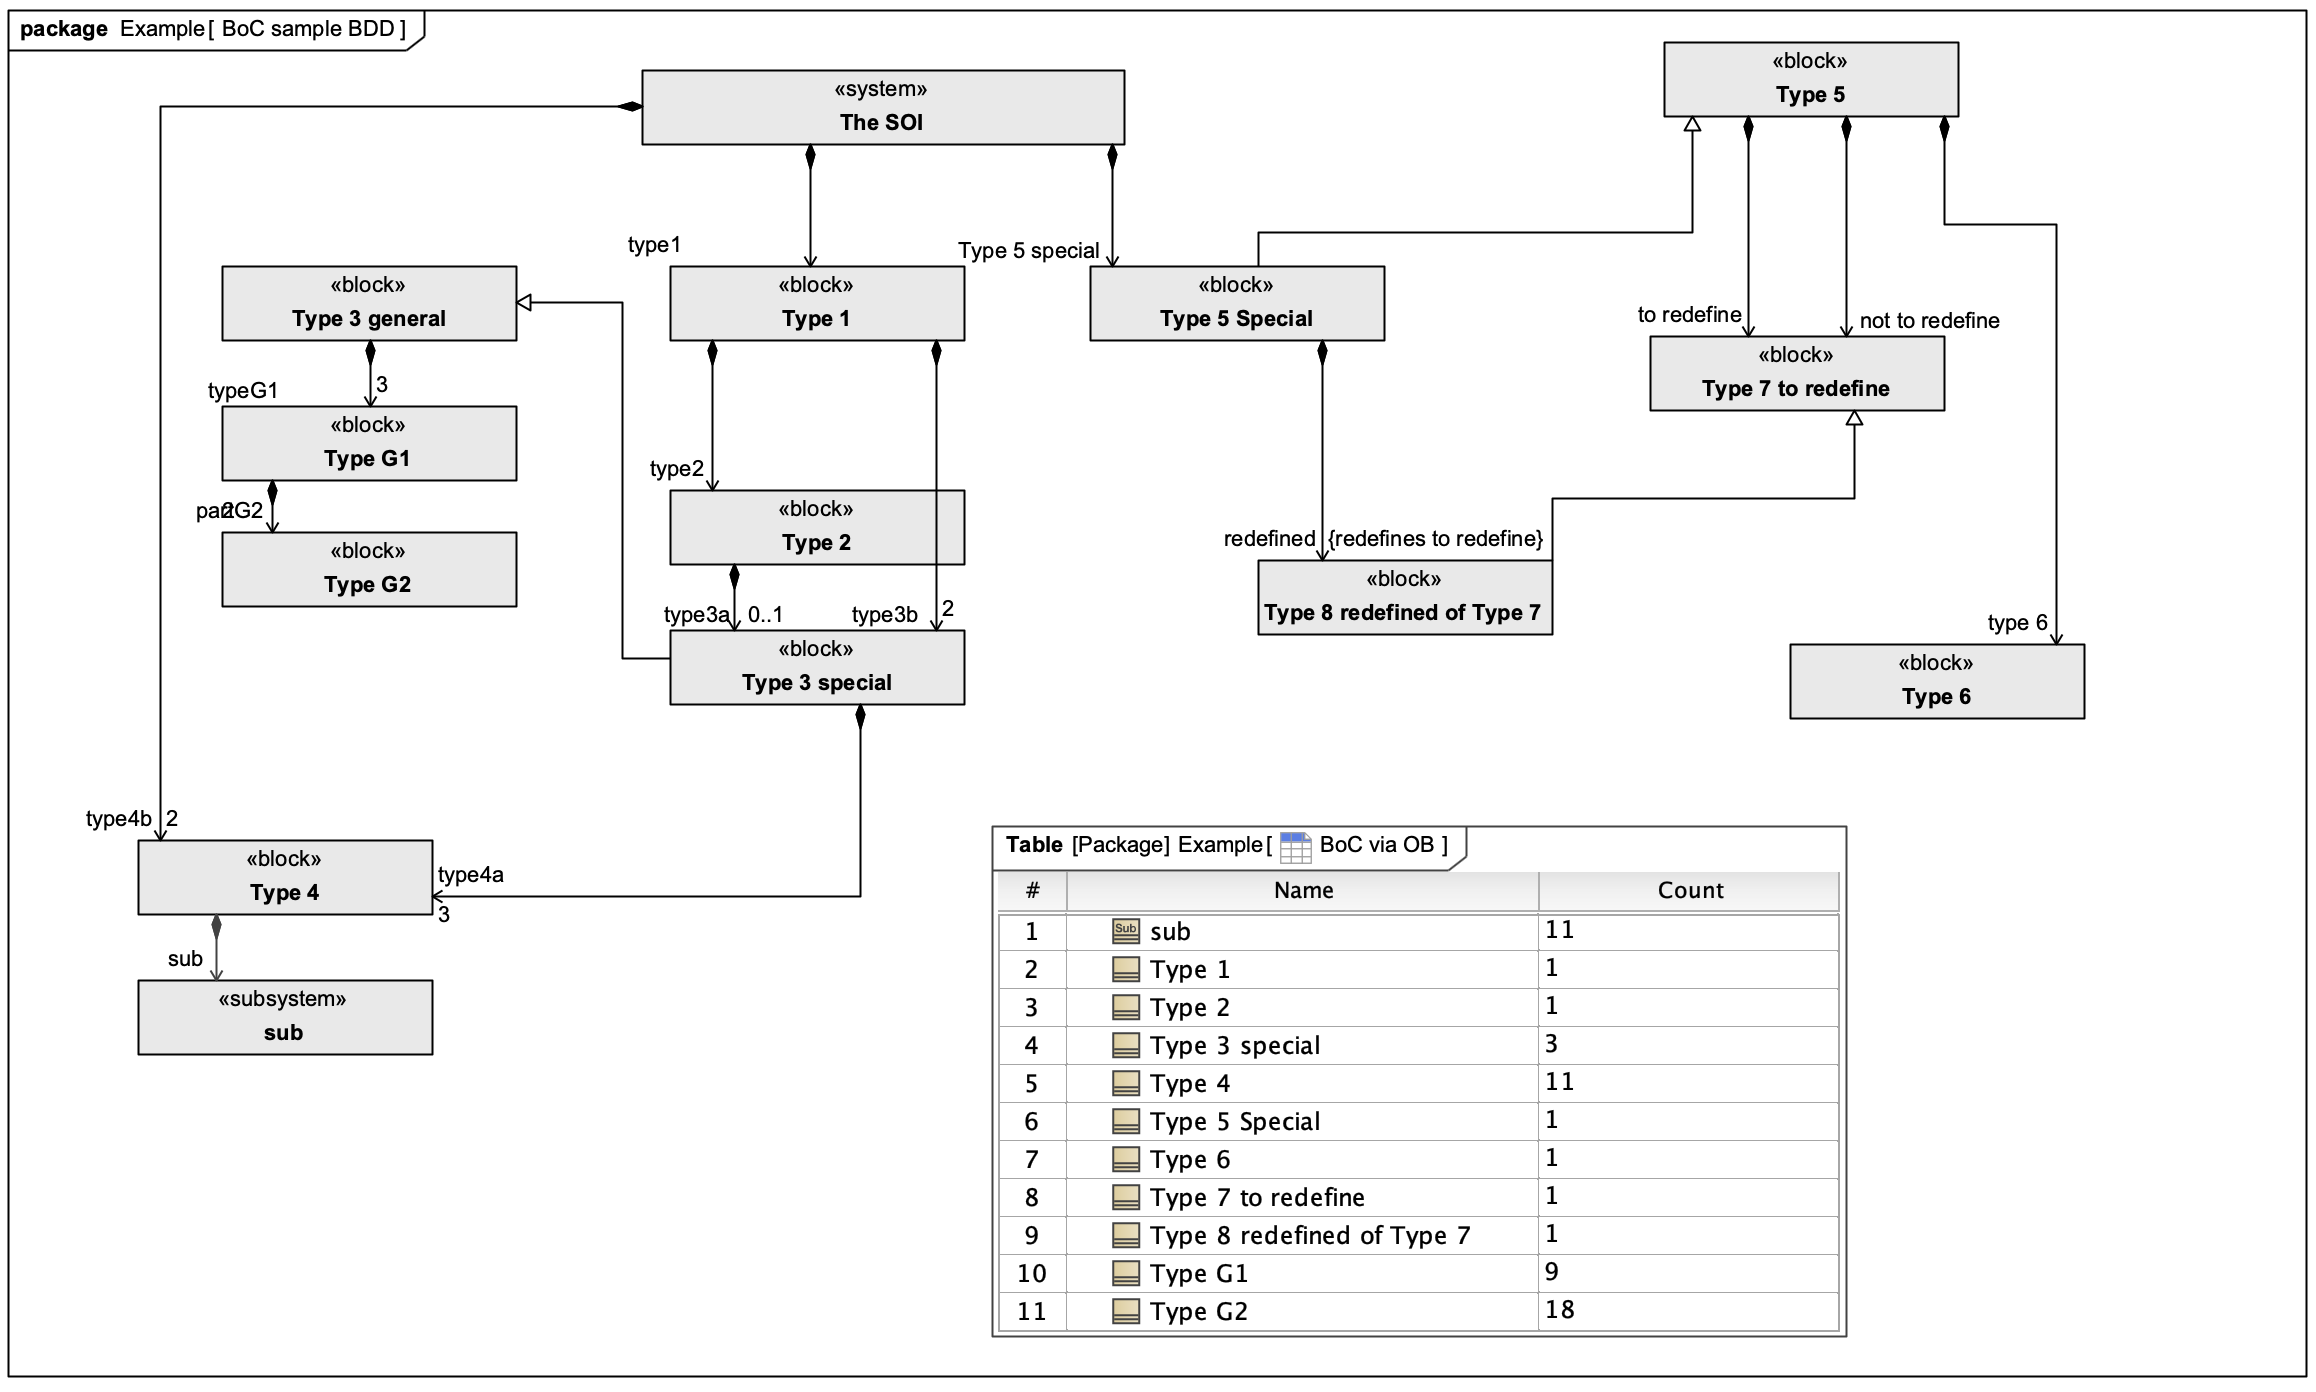 package Example[ BoC sample BDD ]
«system»
The SOI
«block»
Type 5
type1
Type 5 special
«block»
Type 3 general
«block»
Type 1
«block»
Type 5 Special
to redefine
not to redefine
«block»
Type 7 to redefine
typeG1
3
«block»
Type G1
type2
partG2
2
«block»
Type G2
«block»
Type 2
redefined
{redefines to redefine}
«block»
Type 8 redefined of Type 7
type3a
0..1
type3b
2
«block»
Type 3 special
type 6
«block»
Type 6
type4b
2
«block»
Type 4
type4a
3
sub
«subsystem»
sub
Table [Package] Example[ BoC via OB ]
# Name Count
1 Sub sub 11
2 Type 1 1
3 Type 2 1
4 Type 3 special 3
5 Type 4 11
6 Type 5 Special 1
7 Type 6 1
8 Type 7 to redefine 1
9 Type 8 redefined of Type 7 1
10 Type G1 9
11 Type G2 18